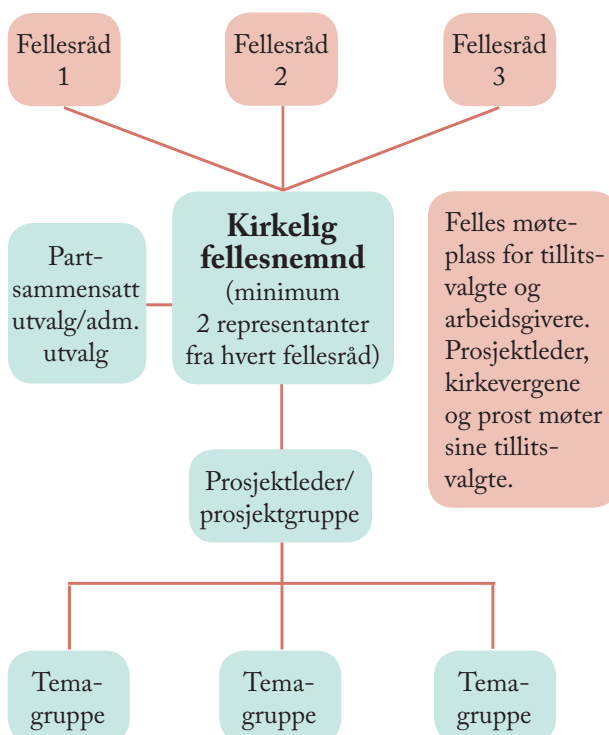 Fellesråd
1
Fellesråd
2
Fellesråd
3
Kirkelig
fellesnemnd
(minimum
2 representanter
fra hvert fellesråd)
Part-
sammensatt
utvalg/adm.
utvalg
Felles møte-
plass for tillits-
valgte og
arbeidsgivere.
Prosjektleder,
kirkevergene
og prost møter
sine tillits-
valgte.
Prosjektleder/
prosjektgruppe
Tema-
gruppe
Tema-
gruppe
Tema-
gruppe